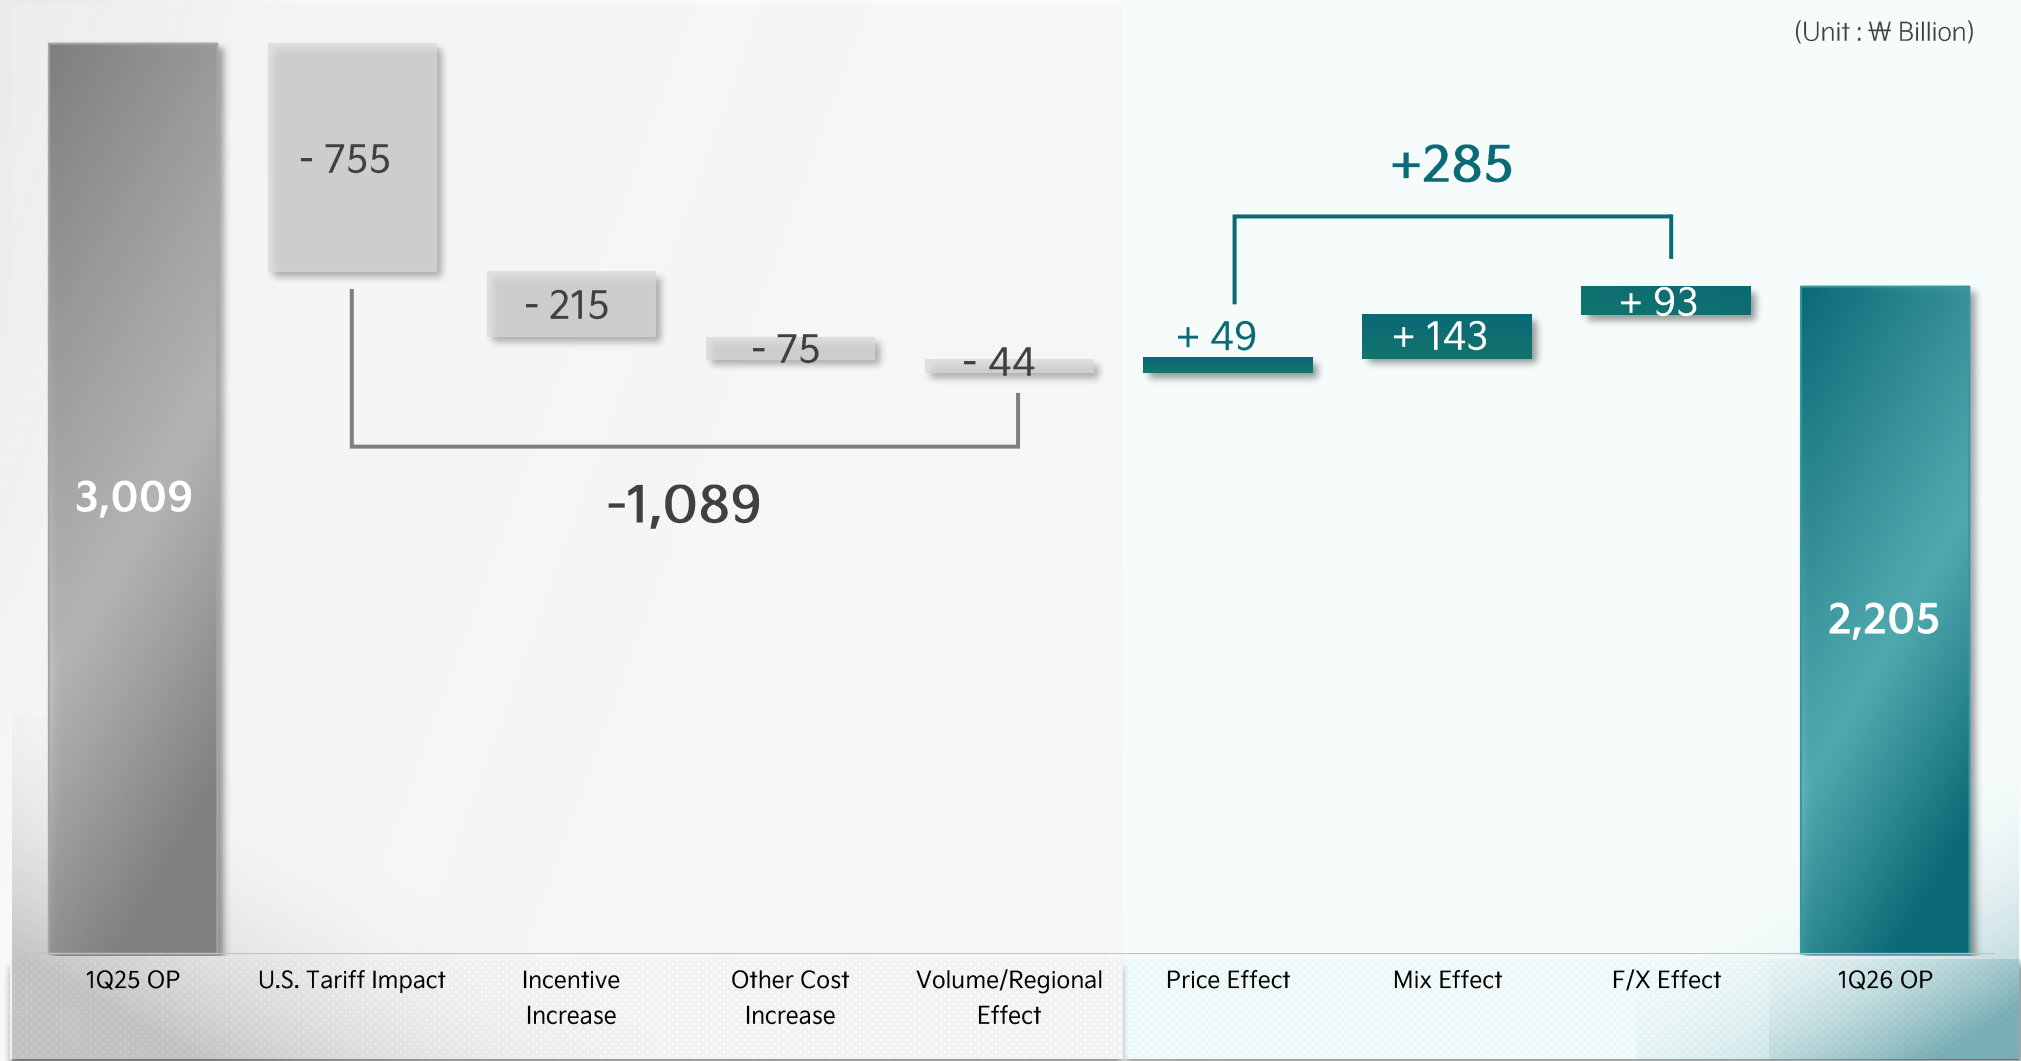 (Unit : ₩ Billion)
3,009
- 755
- 215
- 75
- 44
-1,089
+285
+ 49
+ 143
+ 93
2,205
1Q25 OP
U.S. Tariff Impact
Incentive
Increase
Other Cost
Increase
Volume/Regional
Effect
Price Effect
Mix Effect
F/X Effect
1Q26 OP